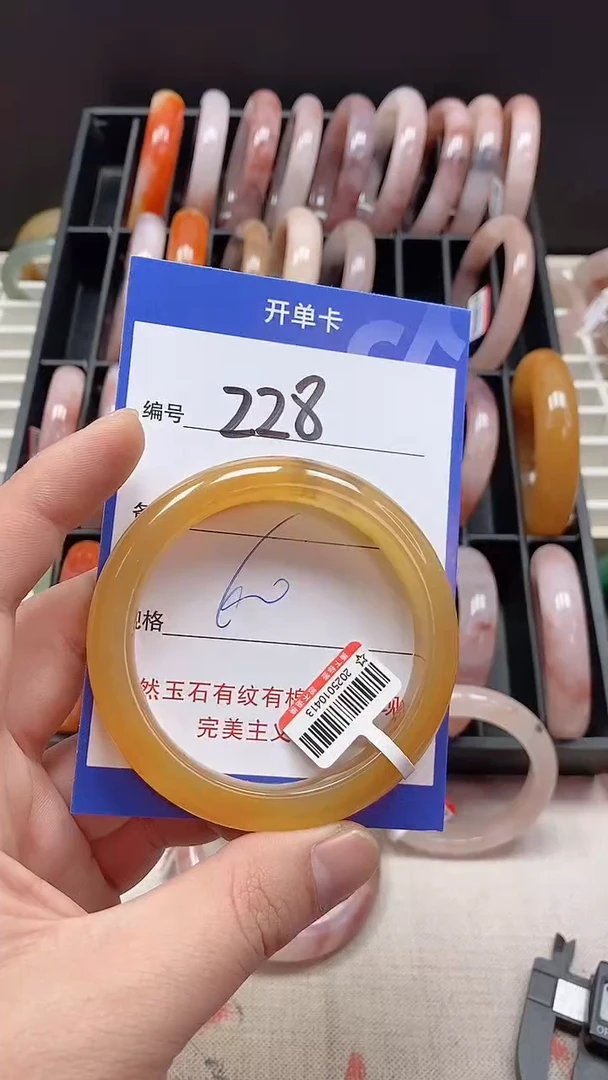 开单卡
编号 228
规格
然玉石有纹有棉
完美主义
2025010413